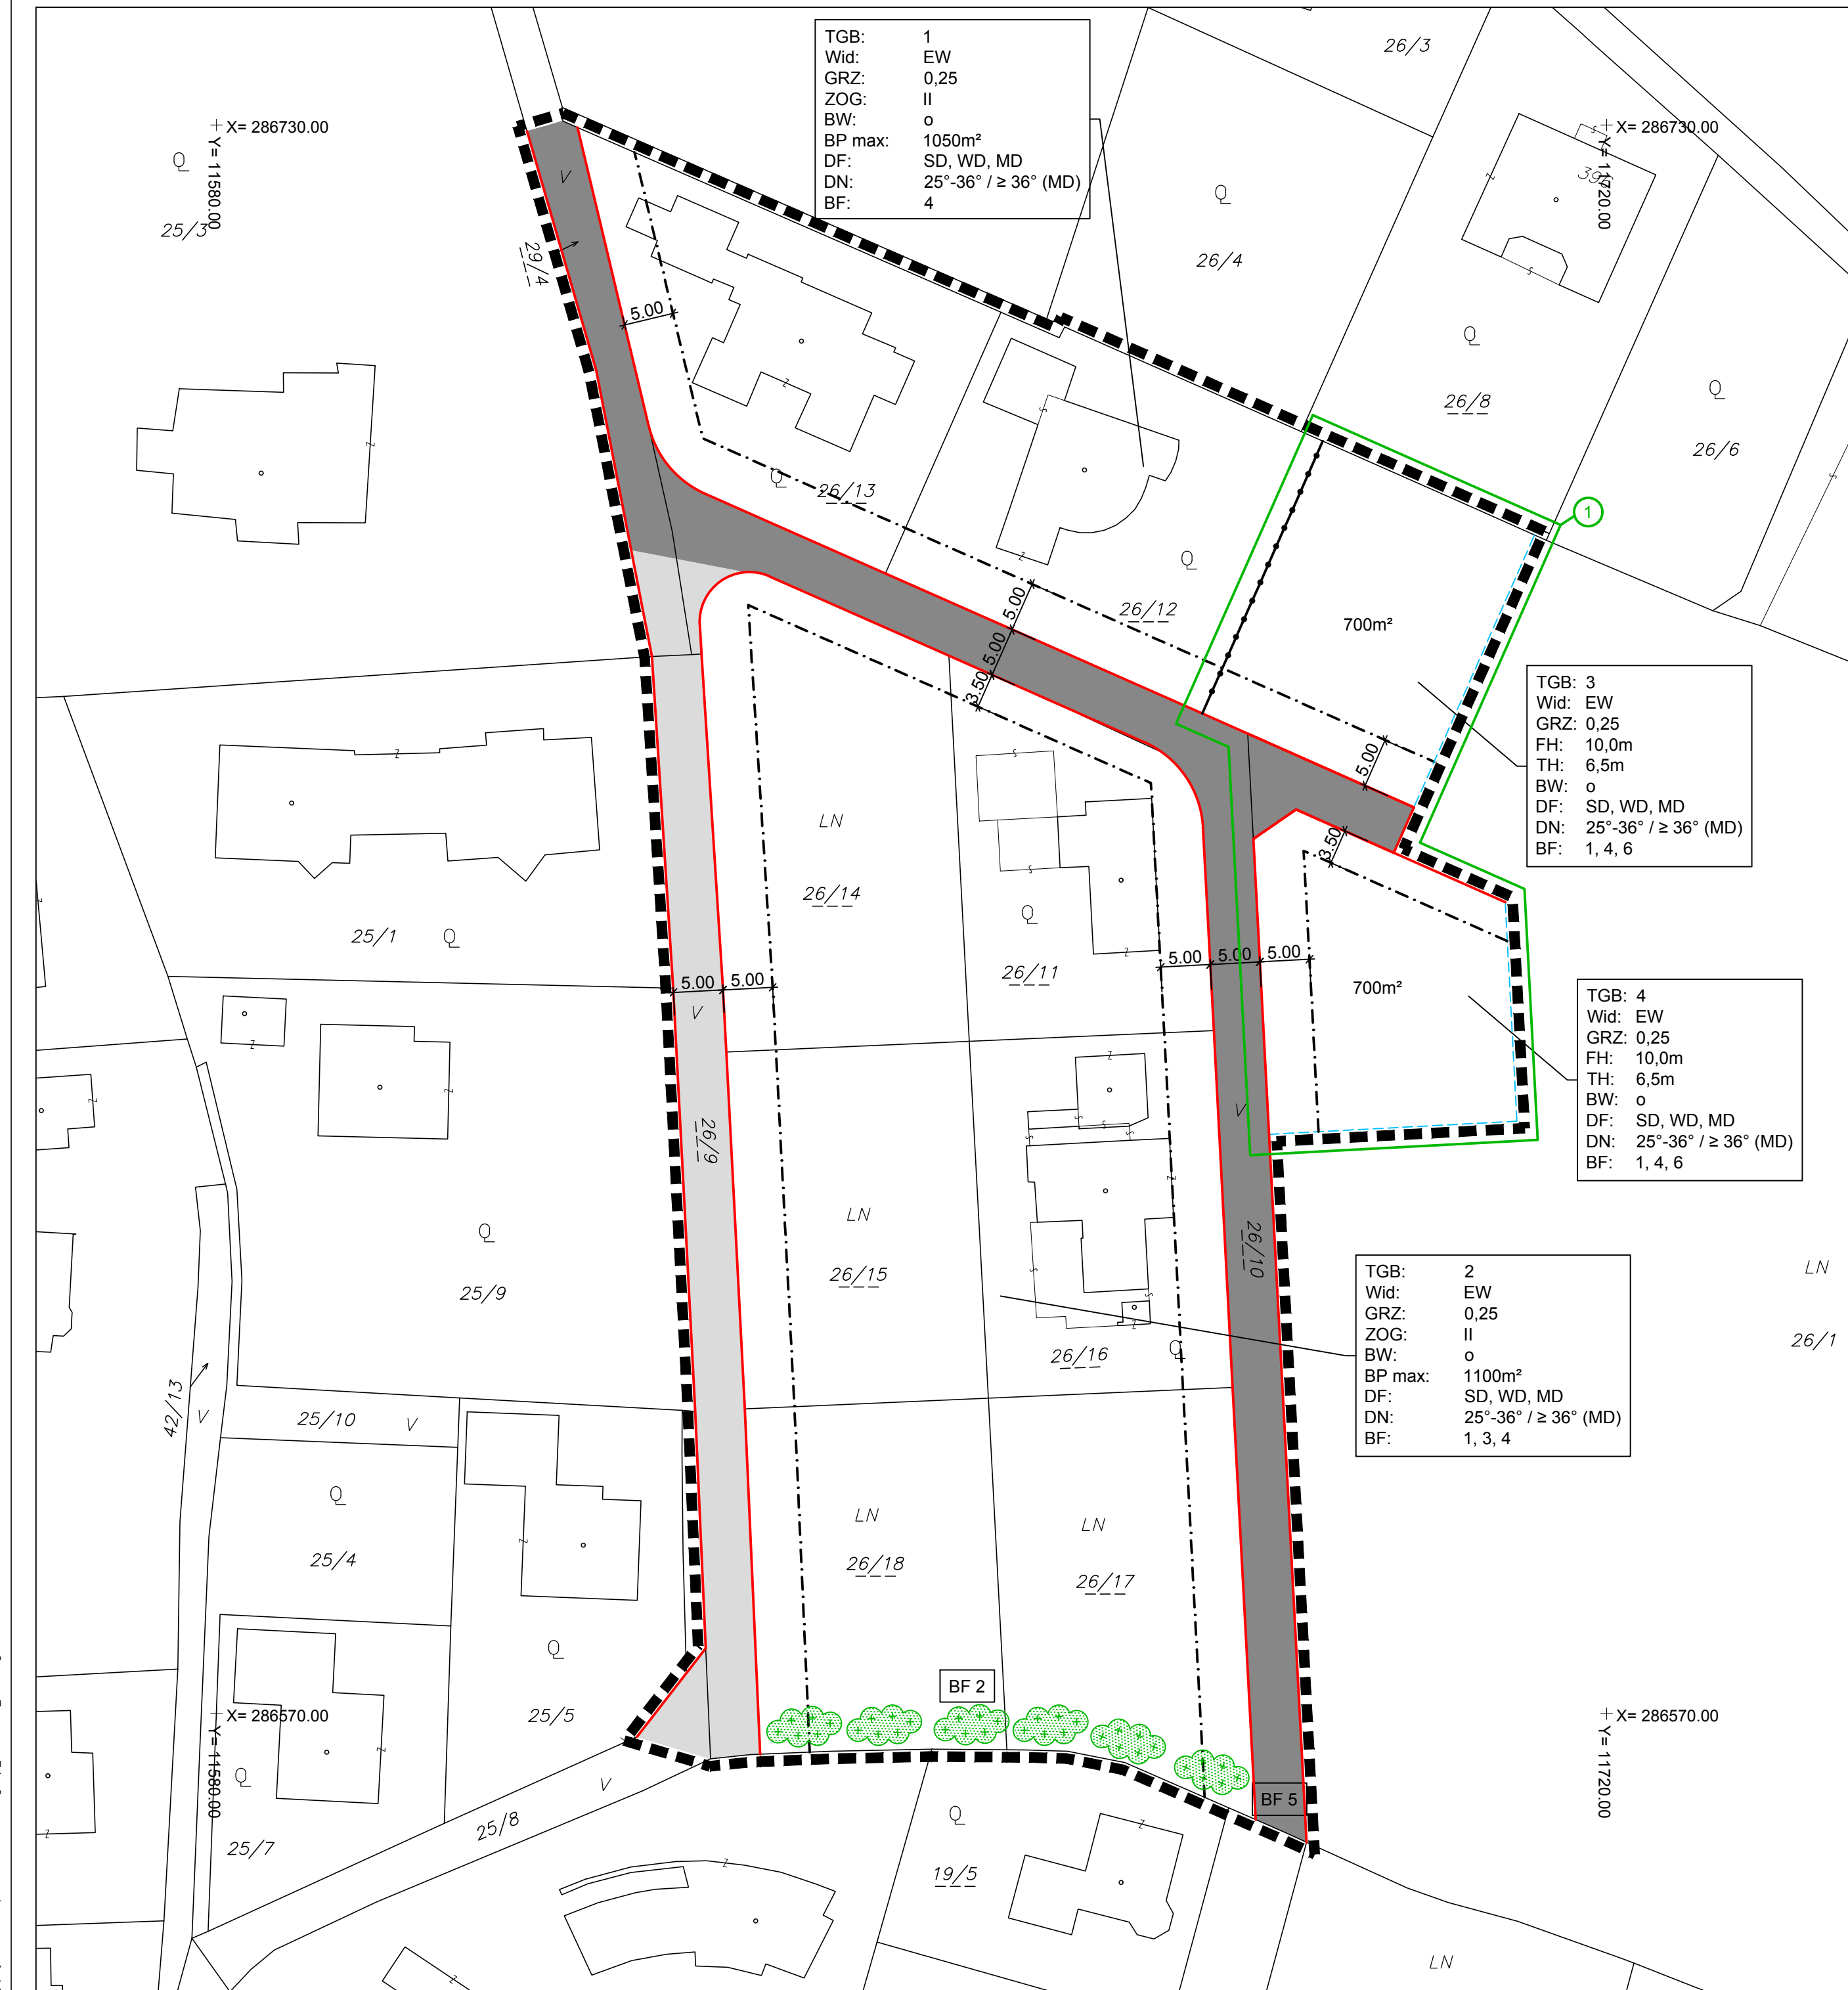 TGB: 1
Wid: EW
GRZ: 0,25
ZOG: II
BW: o
BP max: 1050m²
DF: SD, WD, MD
DN: 25°-36° / ≥ 36° (MD)
BF: 4
26/3
X= 286730.00
Y= 11580.00
X= 286730.00
Y= 11720.00
Q
25/3
V
29/4
5.00
Q
26/4
Q
26/8
Q
26/6
1
Q
26/13
Q
26/12
5.00
5.00
3.50
700m²
TGB: 3
Wid: EW
GRZ: 0,25
FH: 10,0m
TH: 6,5m
BW: o
DF: SD, WD, MD
DN: 25°-36° / ≥ 36° (MD)
BF: 1, 4, 6
5.00
3.50
LN
26/14
Q
26/11
25/1 Q
5.00 5.00
V
5.00 5.00 5.00
700m²
TGB: 4
Wid: EW
GRZ: 0,25
FH: 10,0m
TH: 6,5m
BW: o
DF: SD, WD, MD
DN: 25°-36° / ≥ 36° (MD)
BF: 1, 4, 6
V
26/9
LN
26/15
Q
25/9
26/10
26/16
Q
TGB: 2
Wid: EW
GRZ: 0,25
ZOG: II
BW: o
BP max: 1100m²
DF: SD, WD, MD
DN: 25°-36° / ≥ 36° (MD)
BF: 1, 3, 4
LN
26/1
42/13
V
25/10 V
Q
25/4
LN
26/18
LN
26/17
Q
25/5
BF 2
BF 5
X= 286570.00
Y= 11580.00
X= 286570.00
Y= 11720.00
Q
25/7
V
25/8
Q
19/5
LN